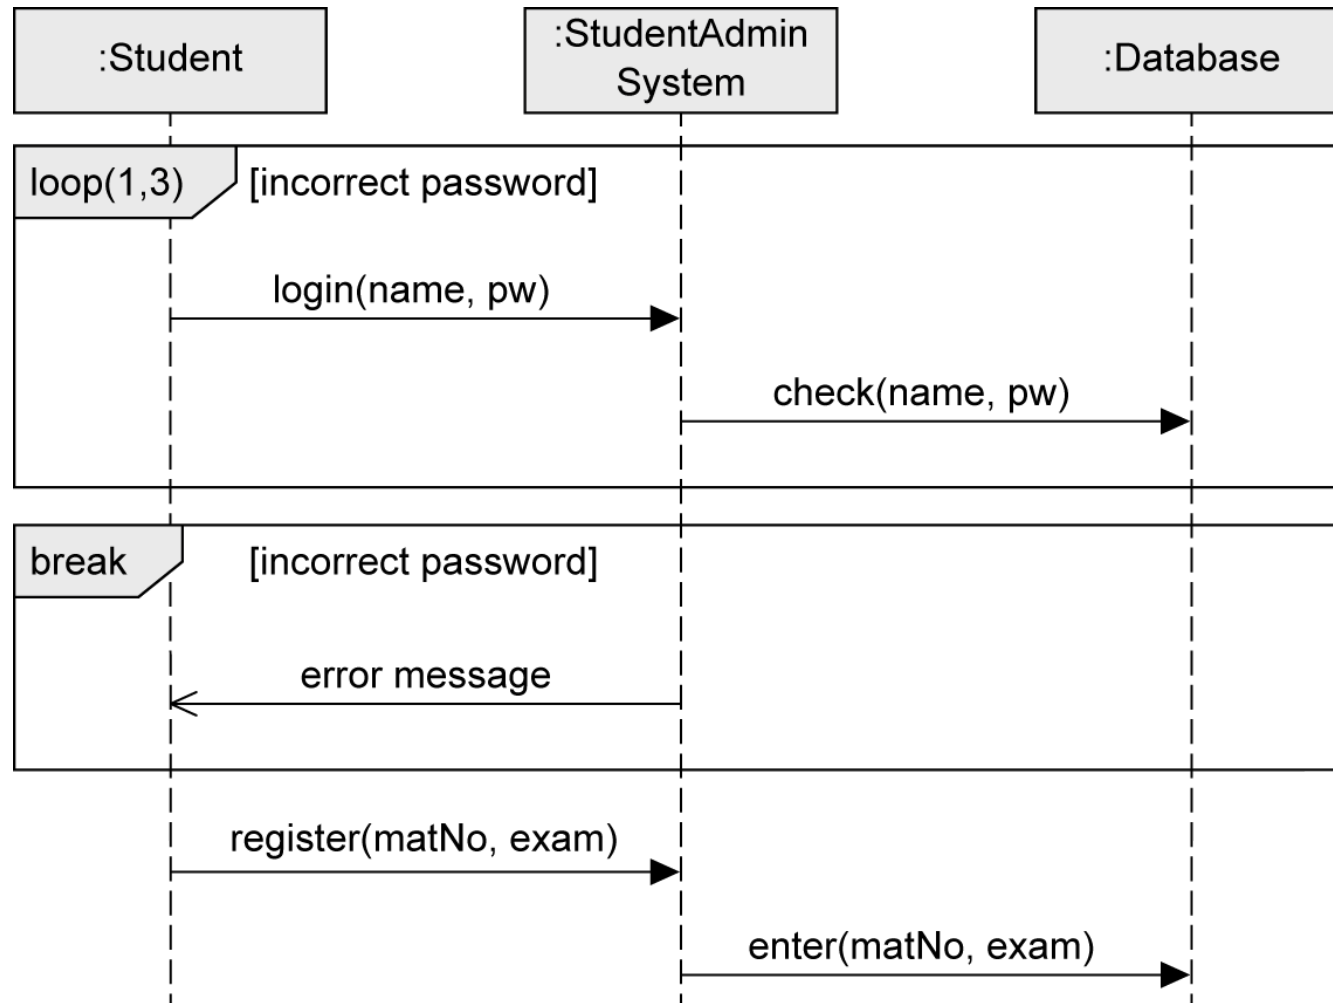 :Student
:StudentAdmin
System
:Database
loop(1,3)
[incorrect password]
login(name, pw)
check(name, pw)
break
[incorrect password]
error message
register(matNo, exam)
enter(matNo, exam)